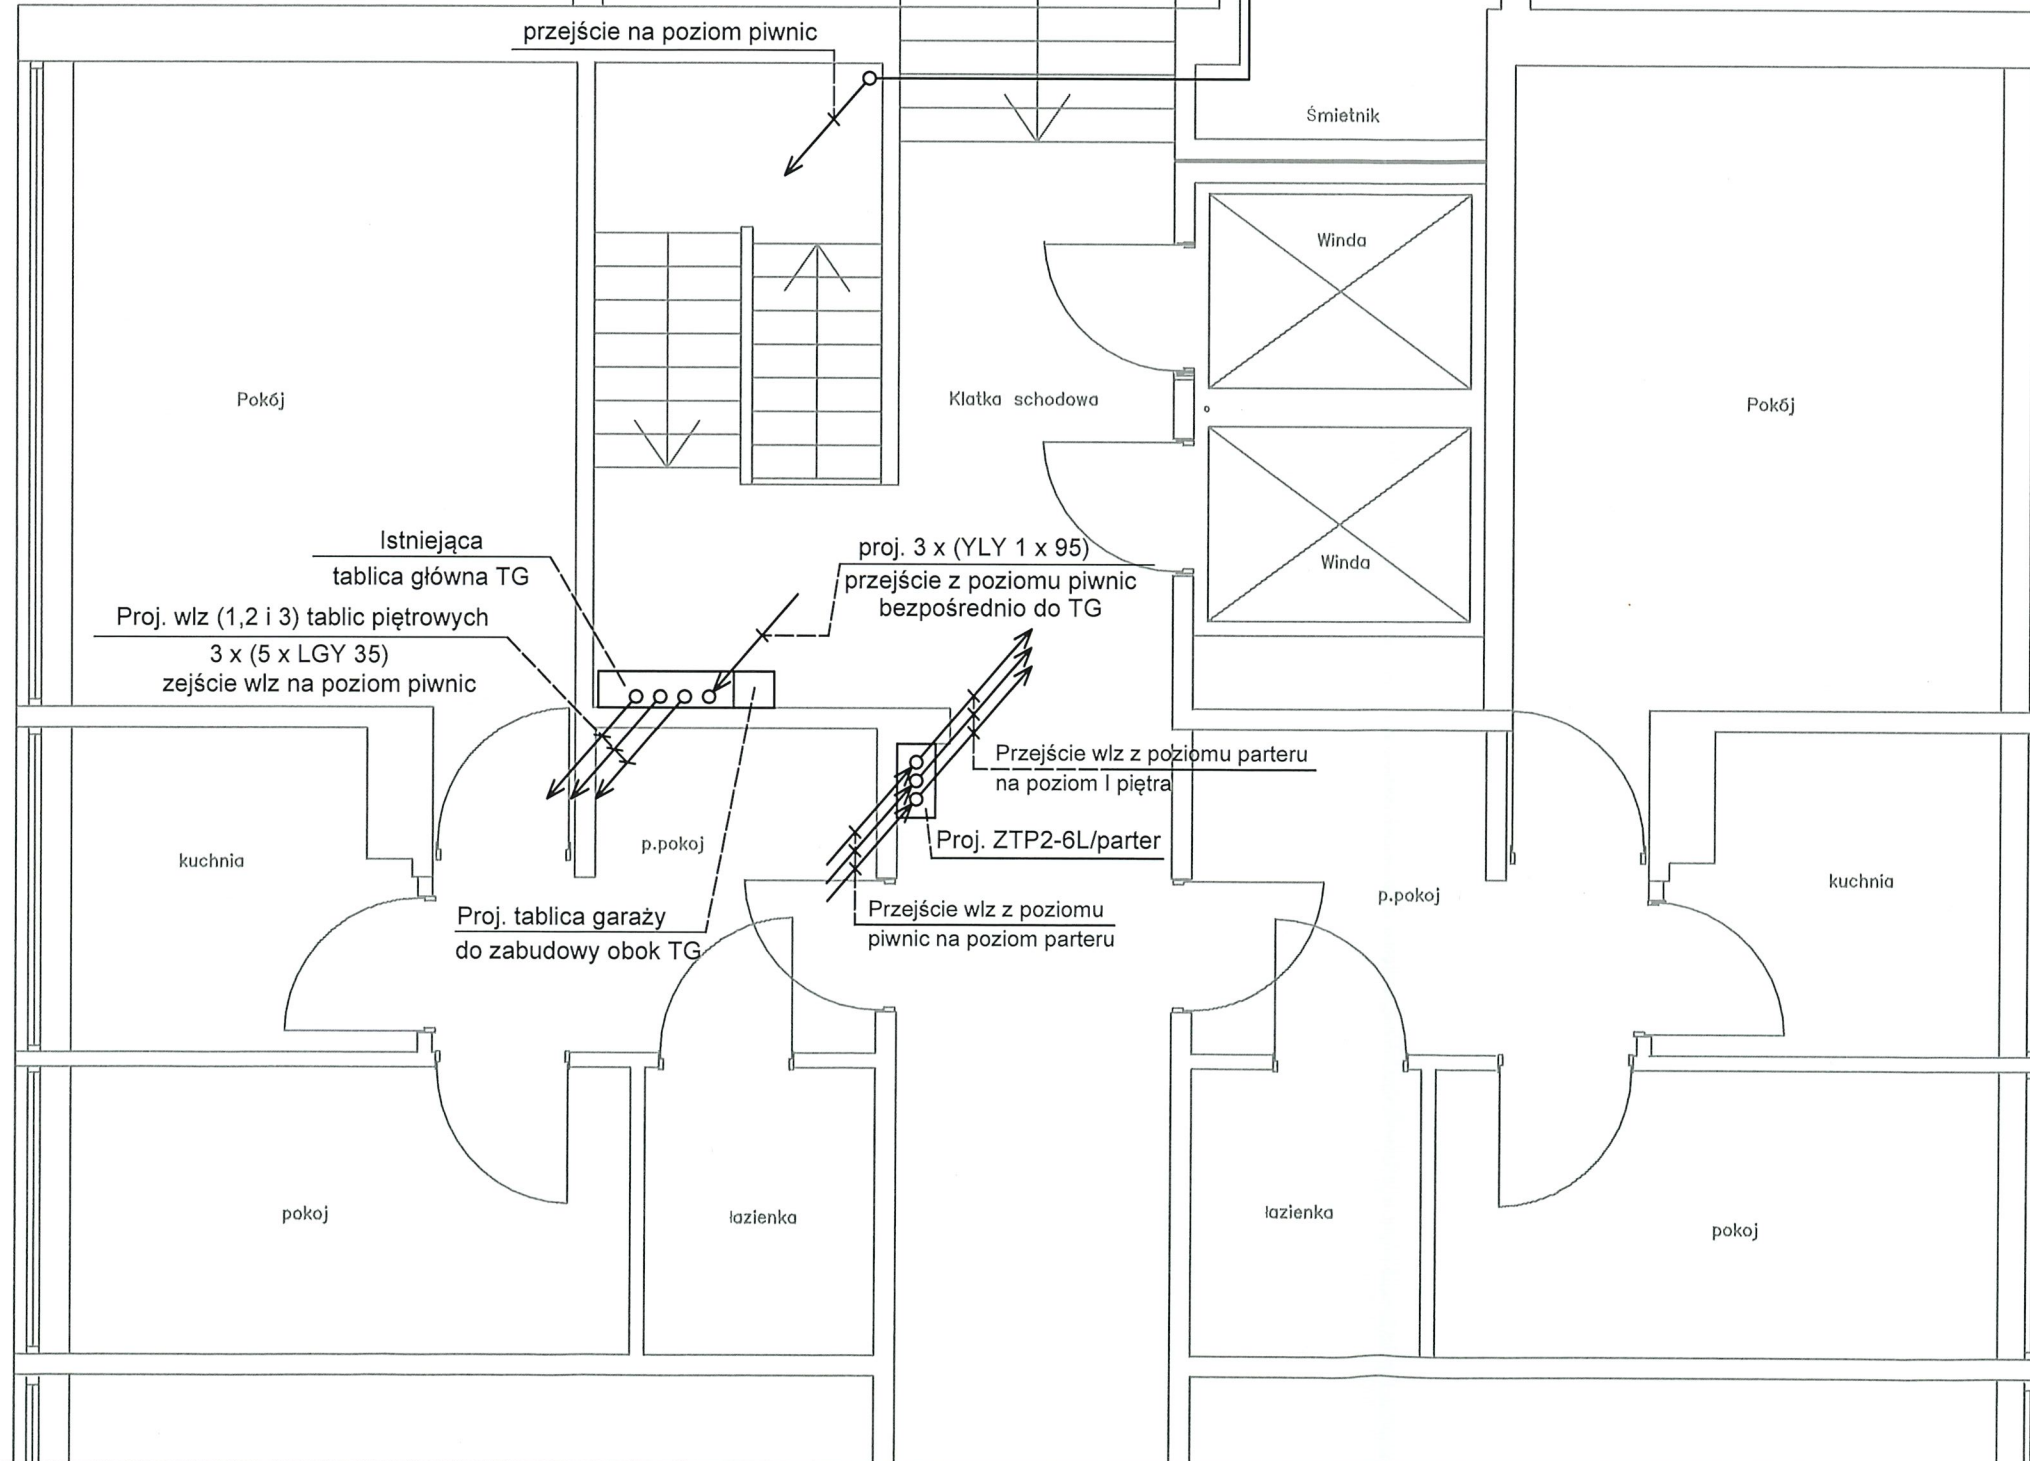 przejście na poziom piwnic
Śmietnik
Winda
Pokój
Klatka schodowa
Pokój
Istniejąca
tablica główna TG
proj. 3 x (YLY 1 x 95)
przejście z poziomu piwnic
bezpośrednio do TG
Winda
Proj. wlz (1,2 i 3) tablic piętrowych
3 x (5 x LGY 35)
zejście wlz na poziom piwnic
Przejście wlz z poziomu parteru
na poziom I piętra
Proj. ZTP2-6L/parter
kuchnia
p.pokoj
p.pokoj
kuchnia
Proj. tablica garaży
do zabudowy obok TG
Przejście wlz z poziomu
piwnic na poziom parteru
pokoj
łazienka
łazienka
pokoj